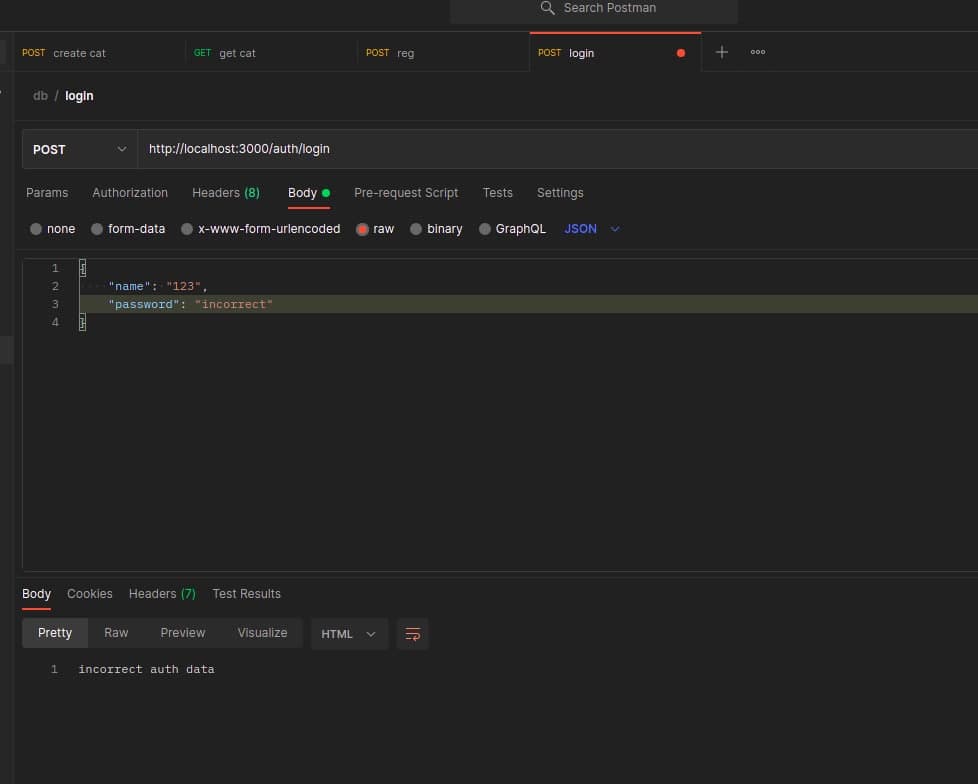 Search Postman
POST create cat GET get cat POST reg POST login
db / login
POST http://localhost:3000/auth/login
Params Authorization Headers (8) Body Pre-request Script Tests Settings
none form-data x-www-form-urlencoded raw binary GraphQL JSON
1 {
2 "name": "123",
3 "password": "incorrect"
4 }
Body Cookies Headers (7) Test Results
Pretty Raw Preview Visualize HTML
1 incorrect auth data